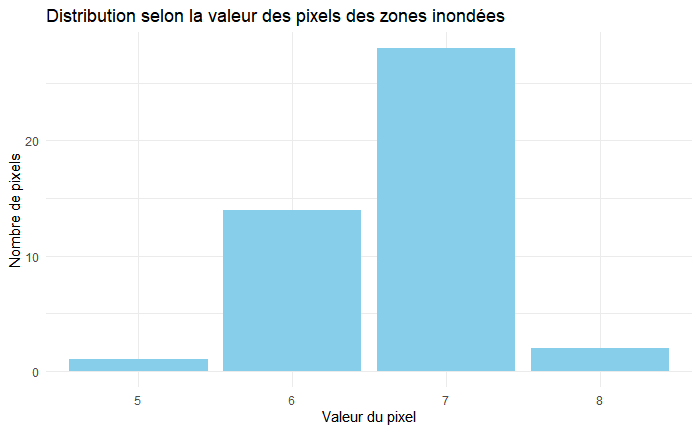 Distribution selon la valeur des pixels des zones inondées
Nombre de pixels
20
10
0
5 6 7 8
Valeur du pixel